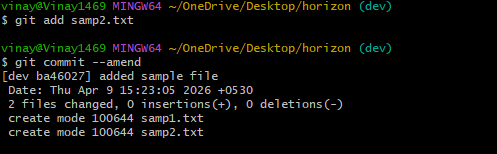 vinay@Vinay1469 MINGW64 ~/OneDrive/Desktop/horizon (dev)
$ git add samp2.txt
vinay@Vinay1469 MINGW64 ~/OneDrive/Desktop/horizon (dev)
$ git commit --amend
[dev ba46027] added sample file
 Date: Thu Apr 9 15:23:05 2026 +0530
 2 files changed, 0 insertions(+), 0 deletions(-)
 create mode 100644 samp1.txt
 create mode 100644 samp2.txt